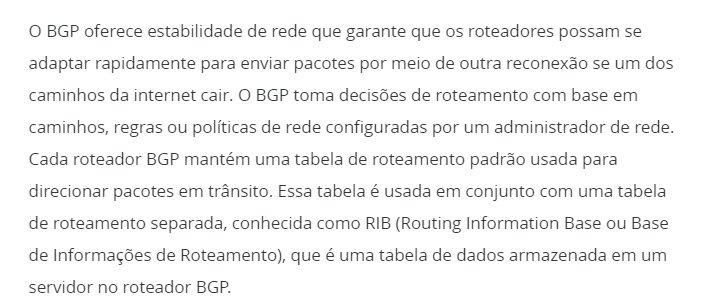 O BGP oferece estabilidade de rede que garante que os roteadores possam se
adaptar rapidamente para enviar pacotes por meio de outra reconexão se um dos
caminhos da internet cair. O BGP toma decisões de roteamento com base em
caminhos, regras ou políticas de rede configuradas por um administrador de rede.
Cada roteador BGP mantém uma tabela de roteamento padrão usada para
direcionar pacotes em trânsito. Essa tabela é usada em conjunto com uma tabela
de roteamento separada, conhecida como RIB (Routing Information Base ou Base
de Informações de Roteamento), que é uma tabela de dados armazenada em um
servidor no roteador BGP.